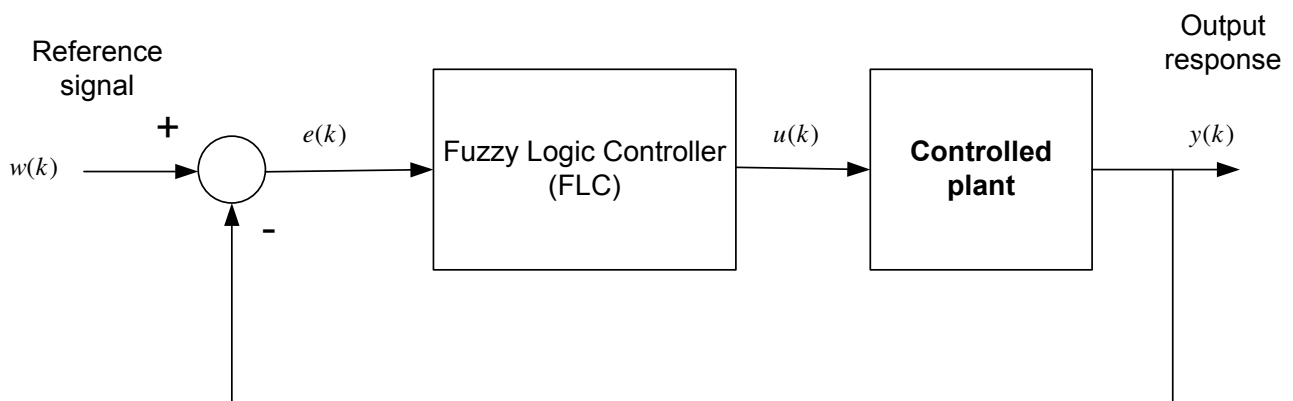 Reference
signal
+
w(k)
e(k)
-
Fuzzy Logic Controller
(FLC)
u(k)
Controlled
plant
Output
response
y(k)